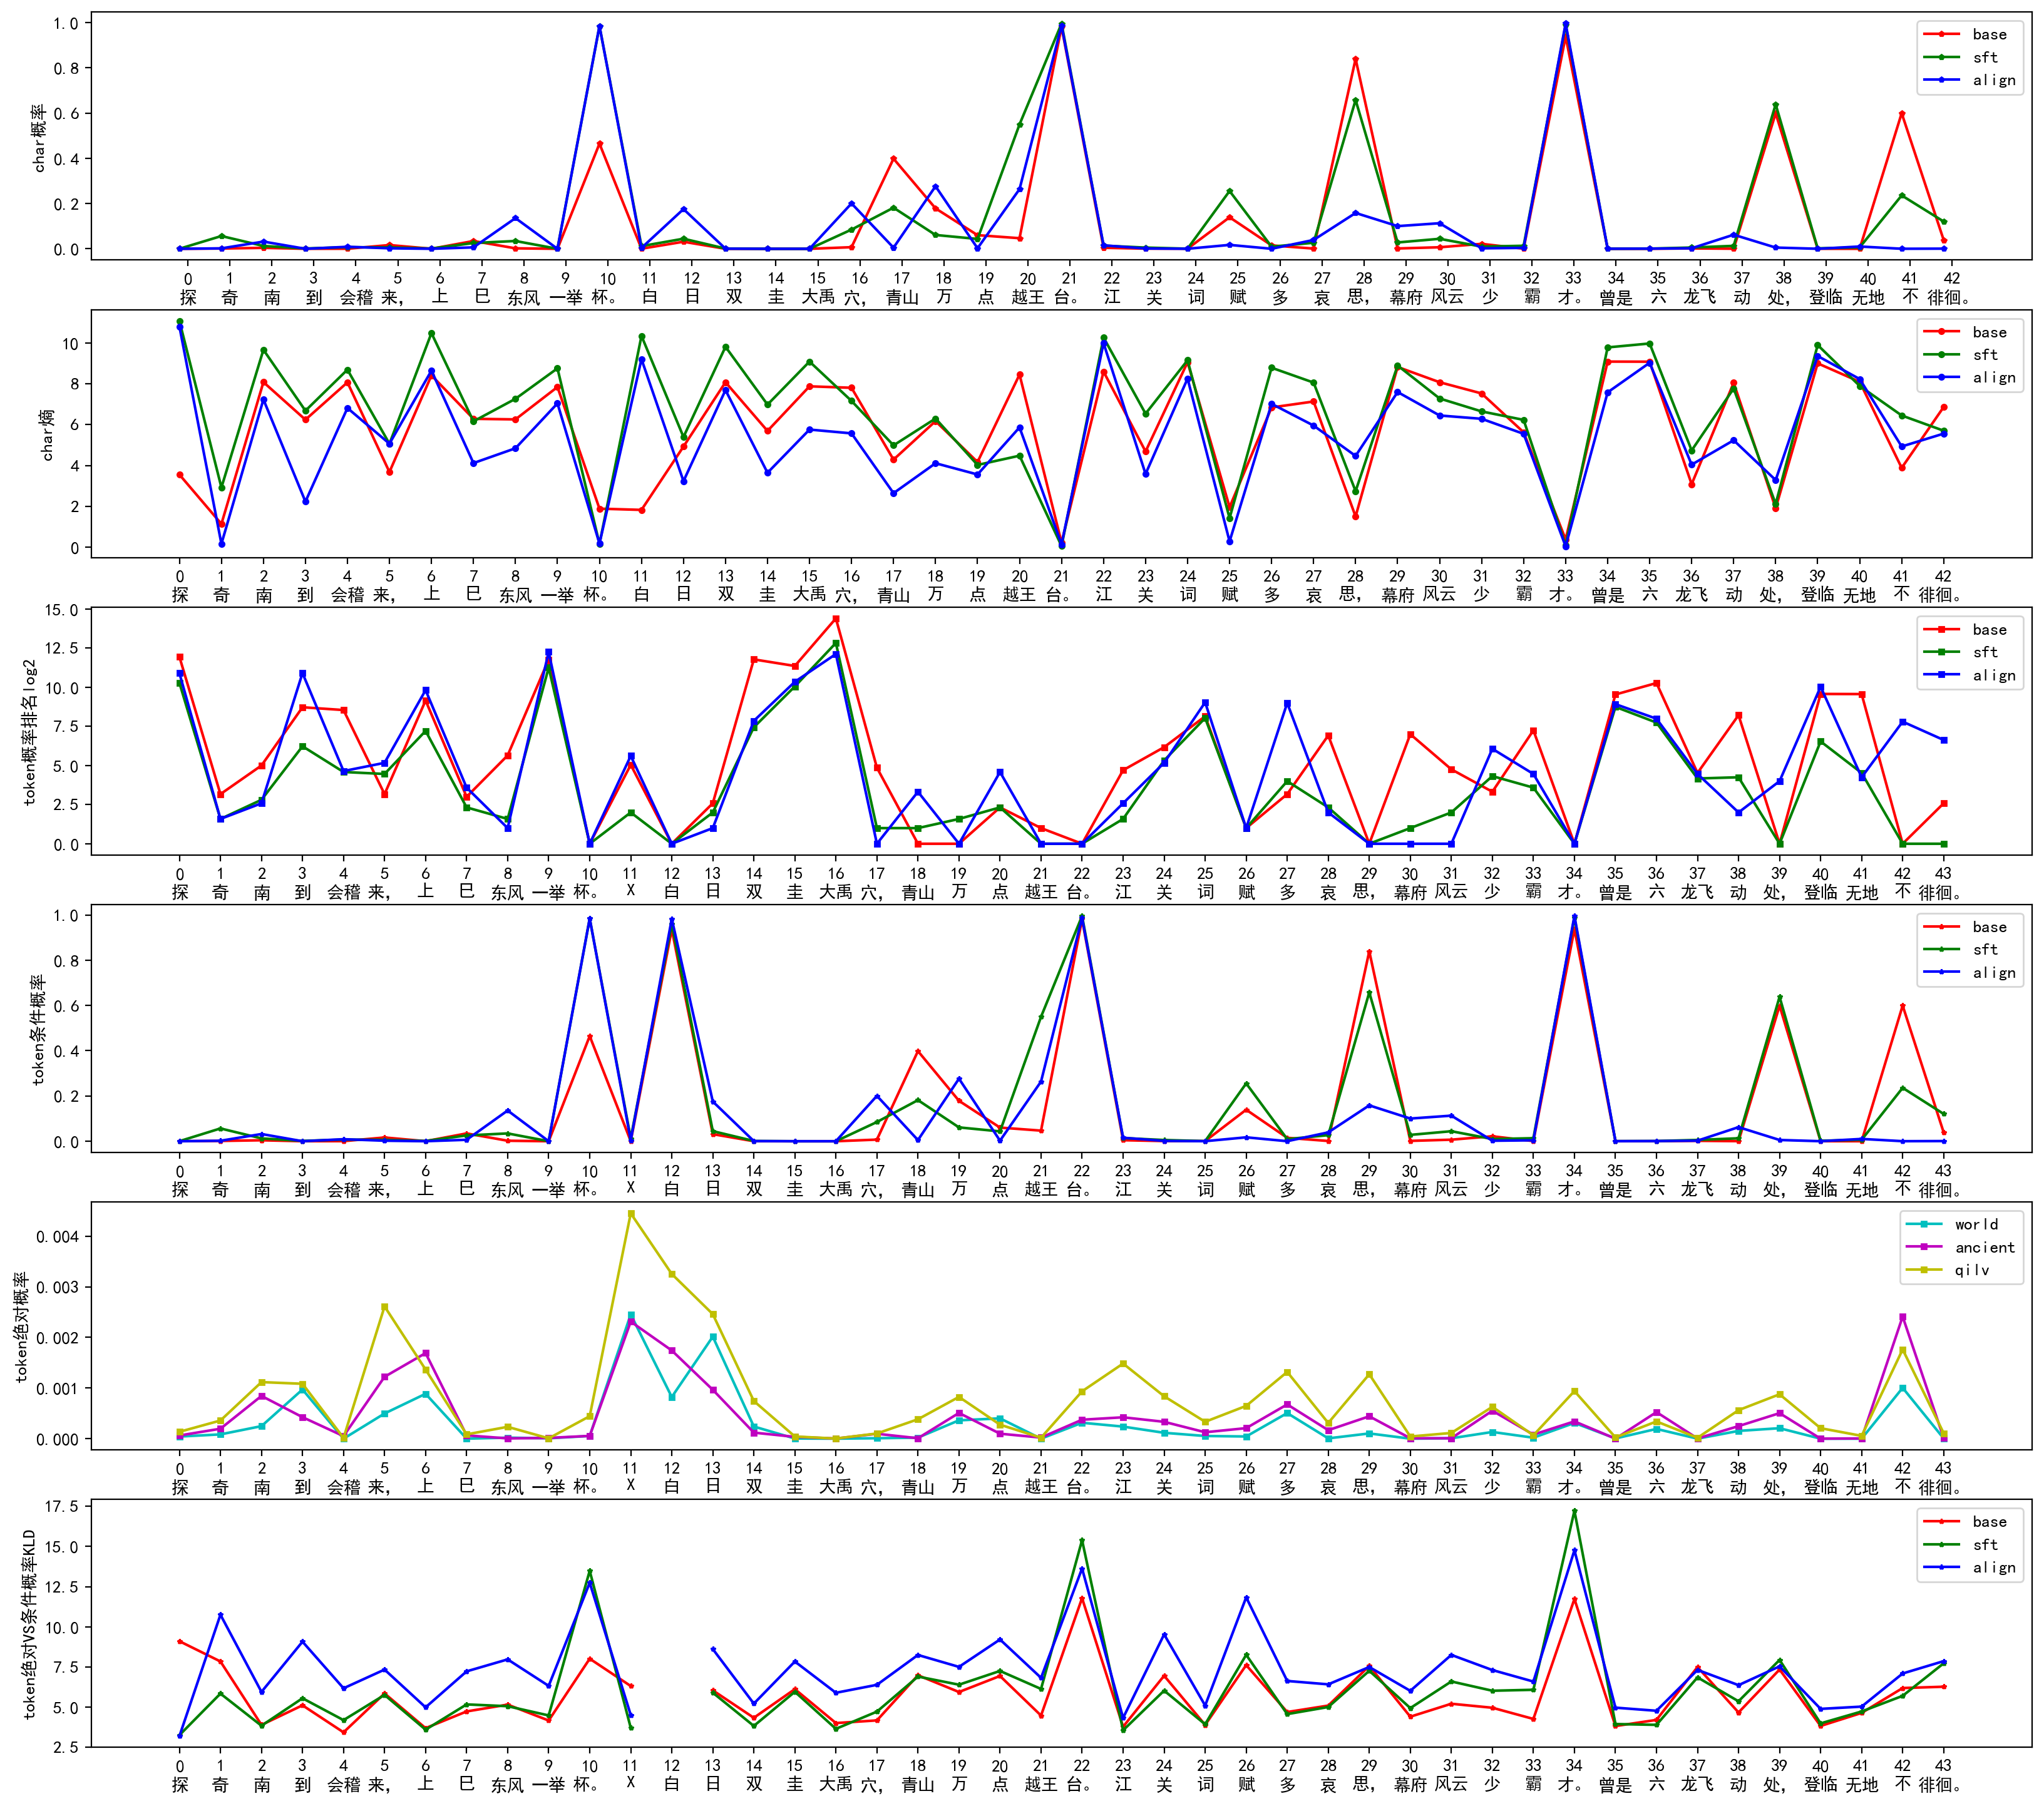 char概率
1.0
0.8
0.6
0.4
0.2
0.0
base
sft
align
0 1 2 3 4 5 6 7 8 9 10 11 12 13 14 15 16 17 18 19 20 21 22 23 24 25 26 27 28 29 30 31 32 33 34 35 36 37 38 39 40 41 42
探 奇 南 到 会稽 来， 上 巳 东风 一举 杯。 白 日 双 圭 大禹 穴， 青山 万 点 越王 台。 江 关 词 赋 多 哀 思， 幕府 风云 少 霸 才。 曾是 六 龙飞 动 处， 登临 无地 不 徘徊。
char熵
10
8
6
4
2
0
base
sft
align
0 1 2 3 4 5 6 7 8 9 10 11 12 13 14 15 16 17 18 19 20 21 22 23 24 25 26 27 28 29 30 31 32 33 34 35 36 37 38 39 40 41 42
探 奇 南 到 会稽 来， 上 巳 东风 一举 杯。 白 日 双 圭 大禹 穴， 青山 万 点 越王 台。 江 关 词 赋 多 哀 思， 幕府 风云 少 霸 才。 曾是 六 龙飞 动 处， 登临 无地 不 徘徊。
token概率排名log2
15.0
12.5
10.0
7.5
5.0
2.5
0.0
base
sft
align
0 1 2 3 4 5 6 7 8 9 10 11 12 13 14 15 16 17 18 19 20 21 22 23 24 25 26 27 28 29 30 31 32 33 34 35 36 37 38 39 40 41 42 43
探 奇 南 到 会稽 来， 上 巳 东风 一举 杯。 X 白 日 双 圭 大禹 穴， 青山 万 点 越王 台。 江 关 词 赋 多 哀 思， 幕府 风云 少 霸 才。 曾是 六 龙飞 动 处， 登临 无地 不 徘徊。
token条件概率
1.0
0.8
0.6
0.4
0.2
0.0
base
sft
align
0 1 2 3 4 5 6 7 8 9 10 11 12 13 14 15 16 17 18 19 20 21 22 23 24 25 26 27 28 29 30 31 32 33 34 35 36 37 38 39 40 41 42 43
探 奇 南 到 会稽 来， 上 巳 东风 一举 杯。 X 白 日 双 圭 大禹 穴， 青山 万 点 越王 台。 江 关 词 赋 多 哀 思， 幕府 风云 少 霸 才。 曾是 六 龙飞 动 处， 登临 无地 不 徘徊。
token绝对概率
0.004
0.003
0.002
0.001
0.000
world
ancient
qilv
0 1 2 3 4 5 6 7 8 9 10 11 12 13 14 15 16 17 18 19 20 21 22 23 24 25 26 27 28 29 30 31 32 33 34 35 36 37 38 39 40 41 42 43
探 奇 南 到 会稽 来， 上 巳 东风 一举 杯。 X 白 日 双 圭 大禹 穴， 青山 万 点 越王 台。 江 关 词 赋 多 哀 思， 幕府 风云 少 霸 才。 曾是 六 龙飞 动 处， 登临 无地 不 徘徊。
token绝对VS条件概率KLD
17.5
15.0
12.5
10.0
7.5
5.0
2.5
base
sft
align
0 1 2 3 4 5 6 7 8 9 10 11 12 13 14 15 16 17 18 19 20 21 22 23 24 25 26 27 28 29 30 31 32 33 34 35 36 37 38 39 40 41 42 43
探 奇 南 到 会稽 来， 上 巳 东风 一举 杯。 X 白 日 双 圭 大禹 穴， 青山 万 点 越王 台。 江 关 词 赋 多 哀 思， 幕府 风云 少 霸 才。 曾是 六 龙飞 动 处， 登临 无地 不 徘徊。